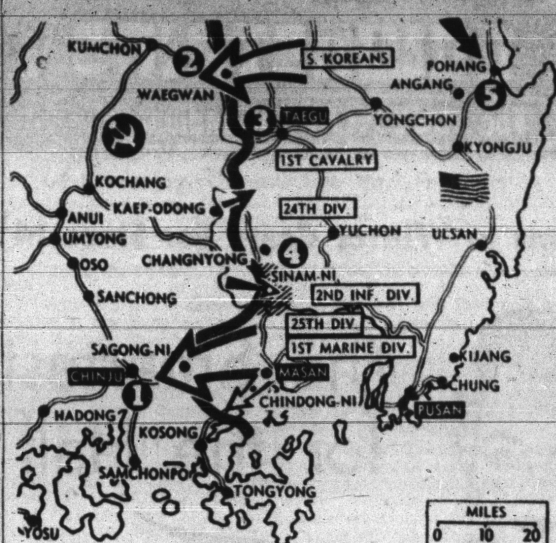 KUMCHON
2
S. KOREANS
POHANG
ANGANG
5
WAEGWAN
3
TAEGU
YONGCHON
KYONGJU
1ST CAVALRY
KOCHANG
KAEP-ODONG
24TH DIV.
ANUI
UMYONG
YUCHON
ULSAN
CHANGNYONG
4
OSO
SINAM-NI
SANCHONG
2ND INF. DIV.
25TH DIV.
SAGONG-NI
1ST MARINE DIV.
KIJANG
CHINJU
MASAN
CHUNG
1
CHINDONG-NI
PUSAN
HADONG
KOSONG
SAMCHONPO
TONGYONG
MILES
0 10 20
YOSU